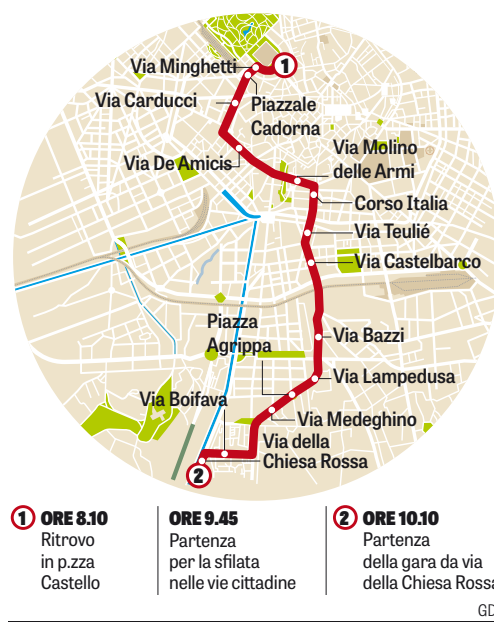 Via Minghetti
1
Via Carducci
Piazzale
Cadorna
Via De Amicis
Via Molino
delle Armi
Corso Italia
Via Teulié
Via Castelbarco
Piazza
Agrippa
Via Bazzi
Via Lampedusa
Via Boifava
Via Medeghino
Via della
Chiesa Rossa
2
1 ORE 8.10
Ritrovo
in p.zza
Castello
ORE 9.45
Partenza
per la sfilata
nelle vie cittadine
2 ORE 10.10
Partenza
della gara da via
della Chiesa Rossa
GD